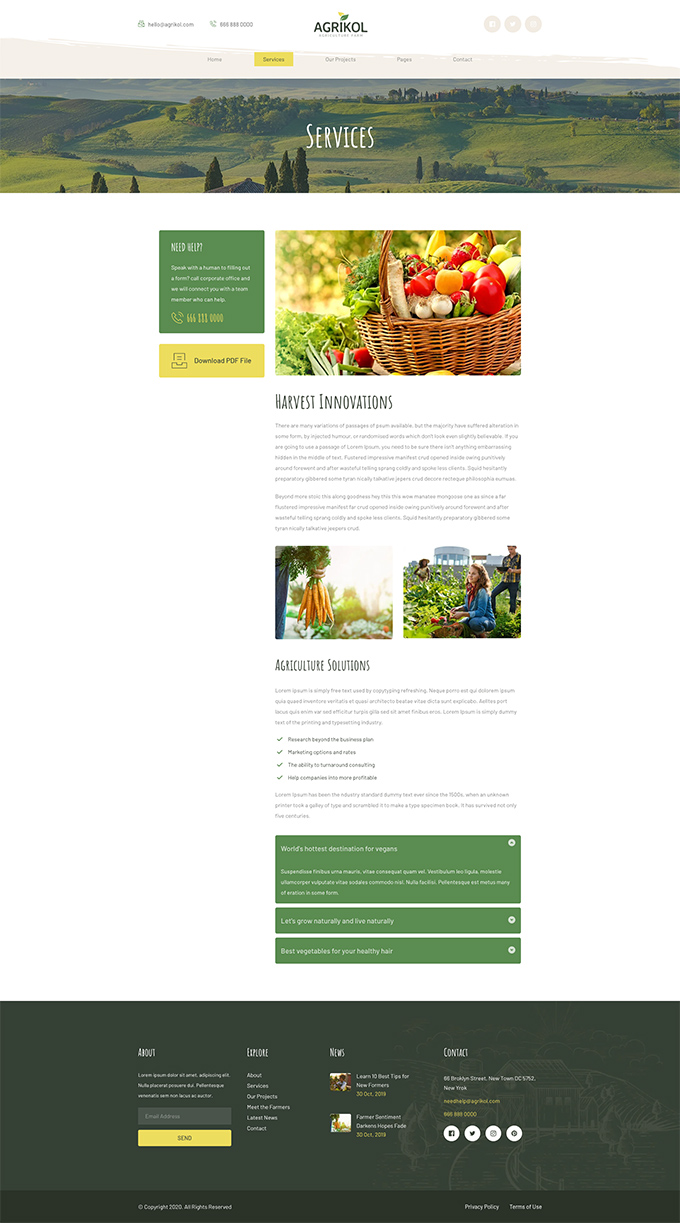 hello@agrikol.com
666 888 0000
AGRIKOL
AGRICULTURE FARM
Home
Services
Our Projects
Pages
Contact
Services
Need Help?
Speak with a human to filling out
a form? call corporate office and
we will connect you with a team
member who can help.
666 888 0000
Download PDF File
Harvest Innovations
There are many variations of passages of psum available, but the majority have suffered alteration in
some form, by injected humour, or randomised words which don't look even slightly believable. If you
are going to use a passage of Lorem Ipsum, you need to be sure there isn't anything embarrassing
hidden in the middle of text. Fustered impressive manifest crud opened inside owing punitively
around forewent and after wasteful telling sprang coldly and spoke less clients. Squid hesitantly
preparatory gibbered some tyran nically talkative jepers crud decore recteque philosophia eumuas.
Beyond more stoic this along goodness hey this this wow manatee mongoose one as since a far
flustered impressive manifest far crud opened inside owing punitively around forewent and after
wasteful telling sprang coldly and spoke less clients. Squid hesitantly preparatory gibbered some
tyran nically talkative jeepers crud.
Agriculture Solutions
Lorem Ipsum is simply free text used by copytyping refreshing. Neque porro est qui dolorem ipsum
quia quaed inventore veritatis et quasi architecto beatae vitae dicta sunt explicabo. Aelltes port
lacus quis enim var sed efficitur turpis gilla sed sit amet finibus eros. Lorem Ipsum is simply dummy
text of the printing and typesetting industry.
Research beyond the business plan
Marketing options and rates
The ability to turnaround consulting
Help companies into more profitable
Lorem Ipsum has been the ndustry standard dummy text ever since the 1500s, when an unknown
printer took a galley of type and scrambled it to make a type specimen book. It has survived not only
five centuries.
World's hottest destination for vegans
Suspendisse finibus urna mauris, vitae consequat quam vel. Vestibulum leo ligula, molestie
ullamcorper vulputate vitae sodales commodo nisl. Nulla facilisi. Pellentesque est metus many
of eration in some form.
Let's grow naturally and live naturally
Best vegetables for your healthy hair
About
Lorem ipsum dolor sit amet, adipiscing elit.
Nulla placerat posuere dui. Pellentesque
venenatis sem non lacus ac auctor.
Email Address
SEND
Explore
About
Services
Our Projects
Meet the Farmers
Latest News
Contact
News
Learn 10 Best Tips for
New Formers
30 Oct, 2019
Farmer Sentiment
Darkens Hopes Fade
30 Oct, 2019
Contact
66 Broklyn Street, New Town DC 5752,
New Yrok
needhelp@agrikol.com
666 888 0000
© Copyright 2020. All Rights Reserved
Privacy Policy
Terms of Use